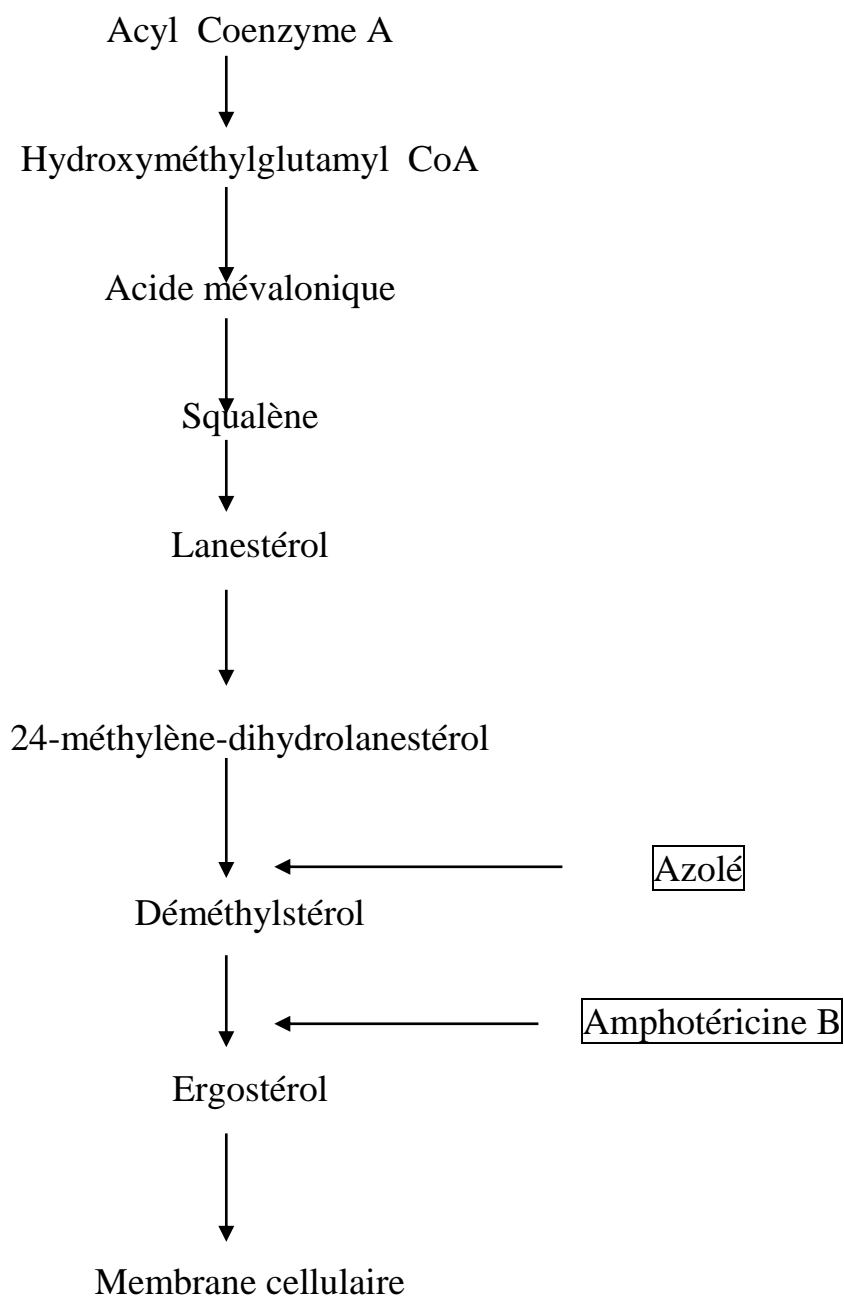 Acyl Coenzyme A
Hydroxyméthylglutamyl CoA
Acide mévalonique
Squalène
Lanestérol
24-méthylène-dihydrolanestérol
Azolé
Déméthylstérol
Amphotéricine B
Ergostérol
Membrane cellulaire